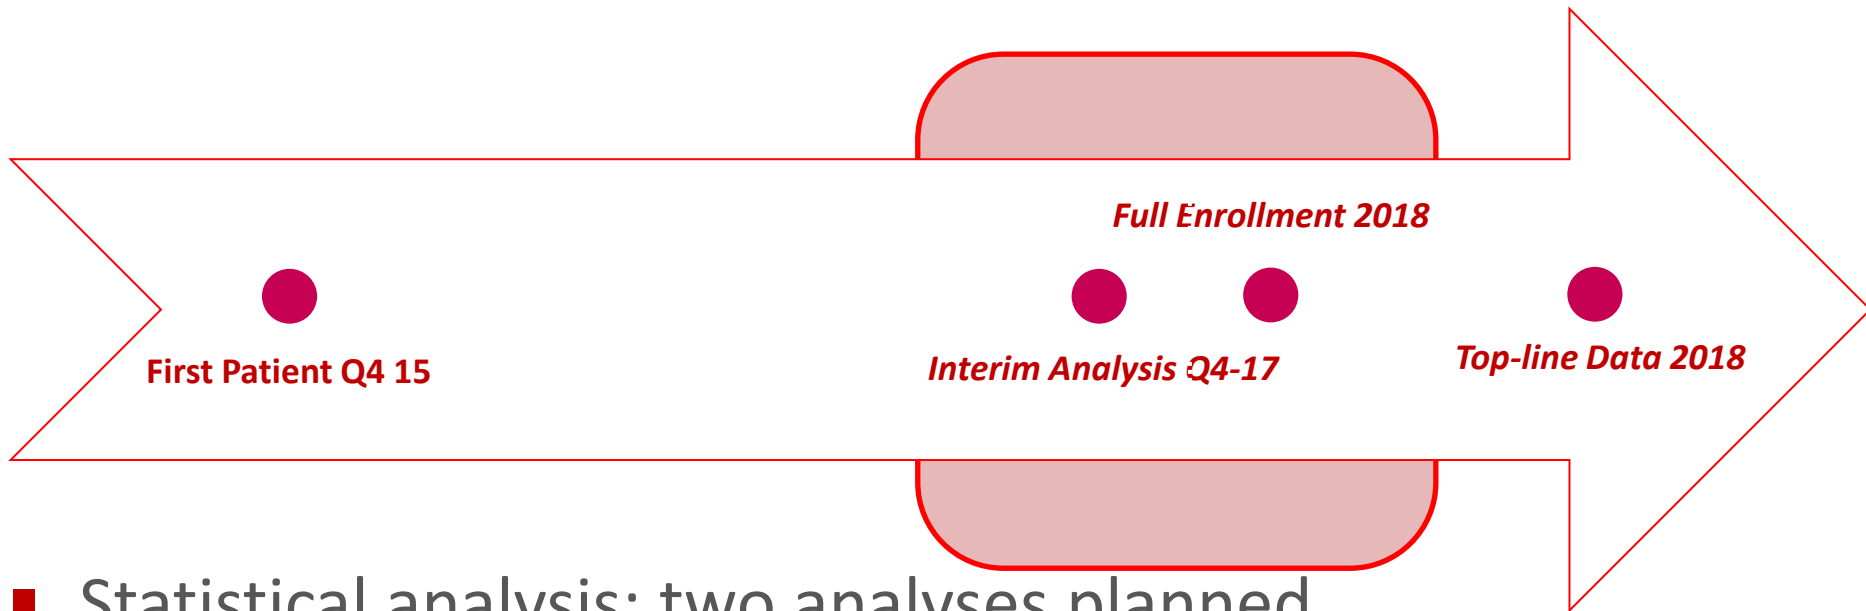 Full Enrollment 2018
First Patient Q4 15
Interim Analysis Q4-17
Top-line Data 2018
Statistical analysis: two analyses planned